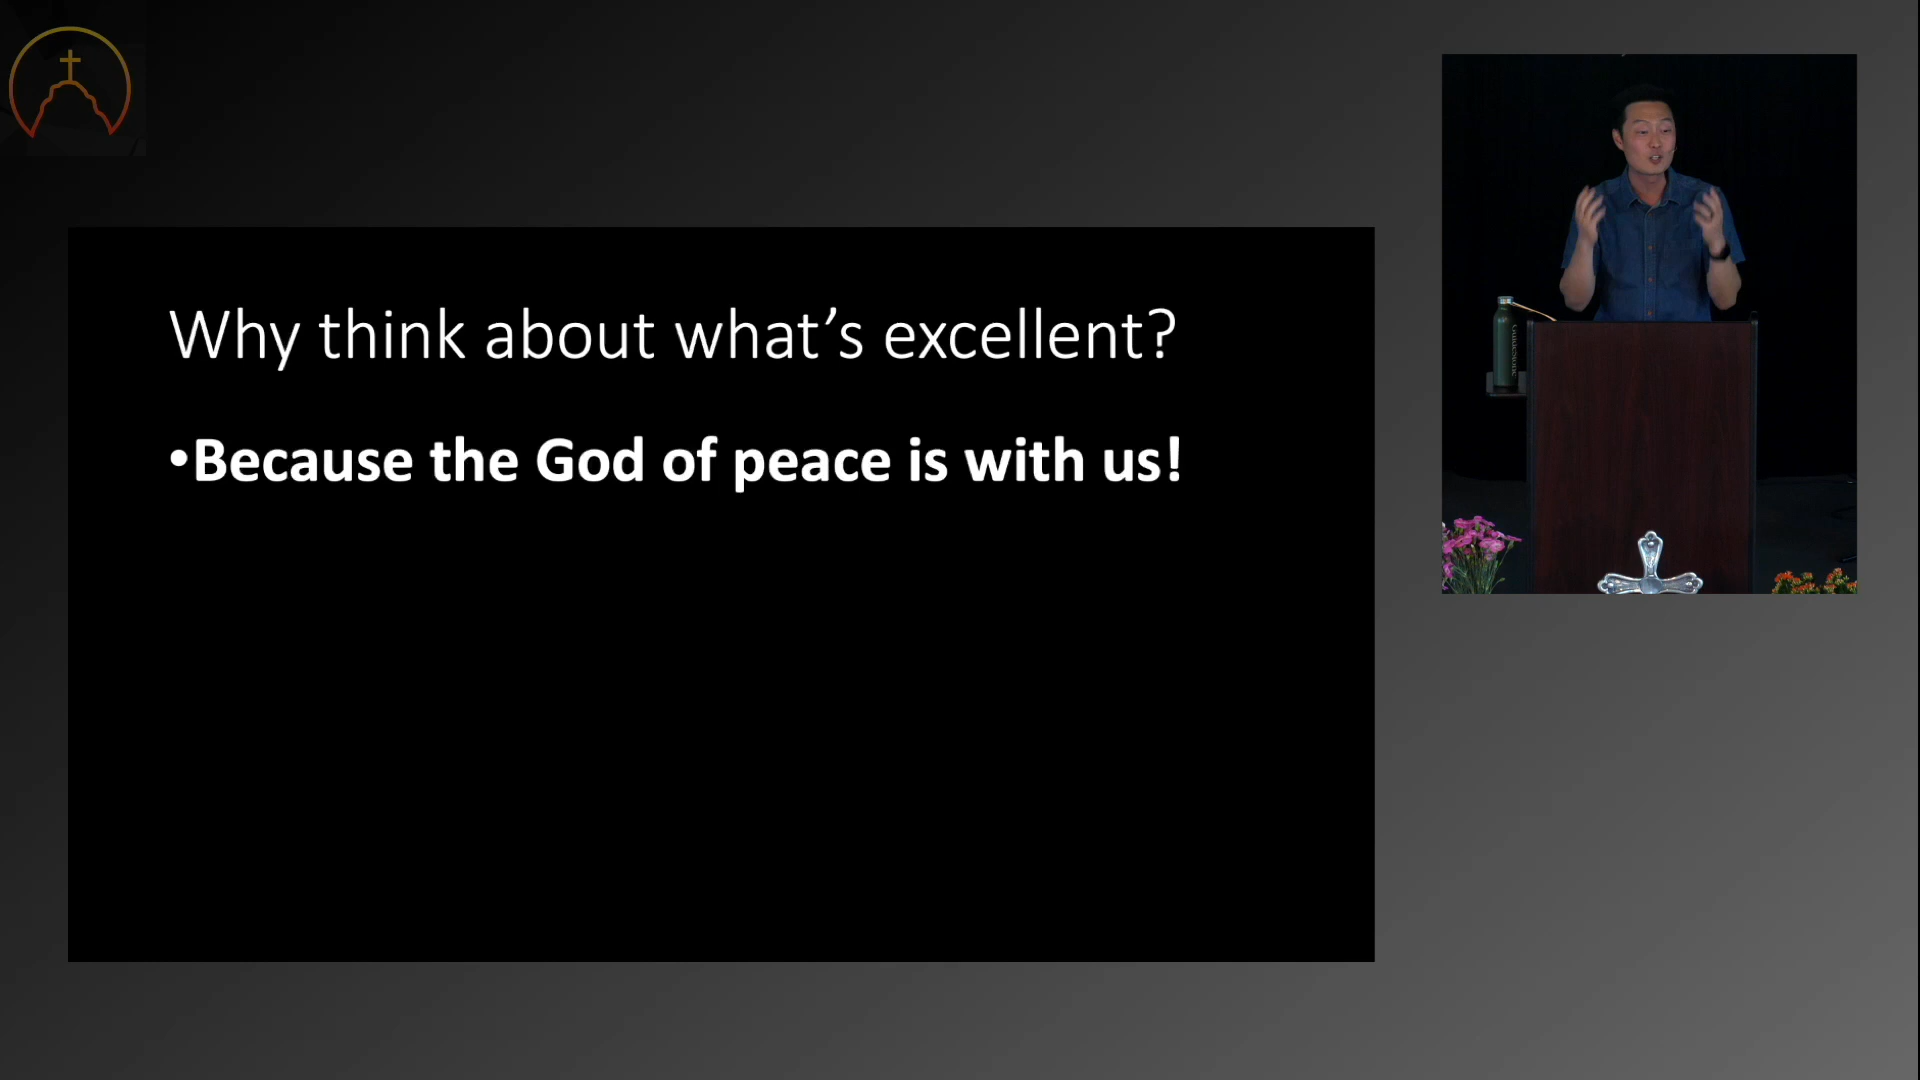 Why think about what's excellent?
•Because the God of peace is with us!